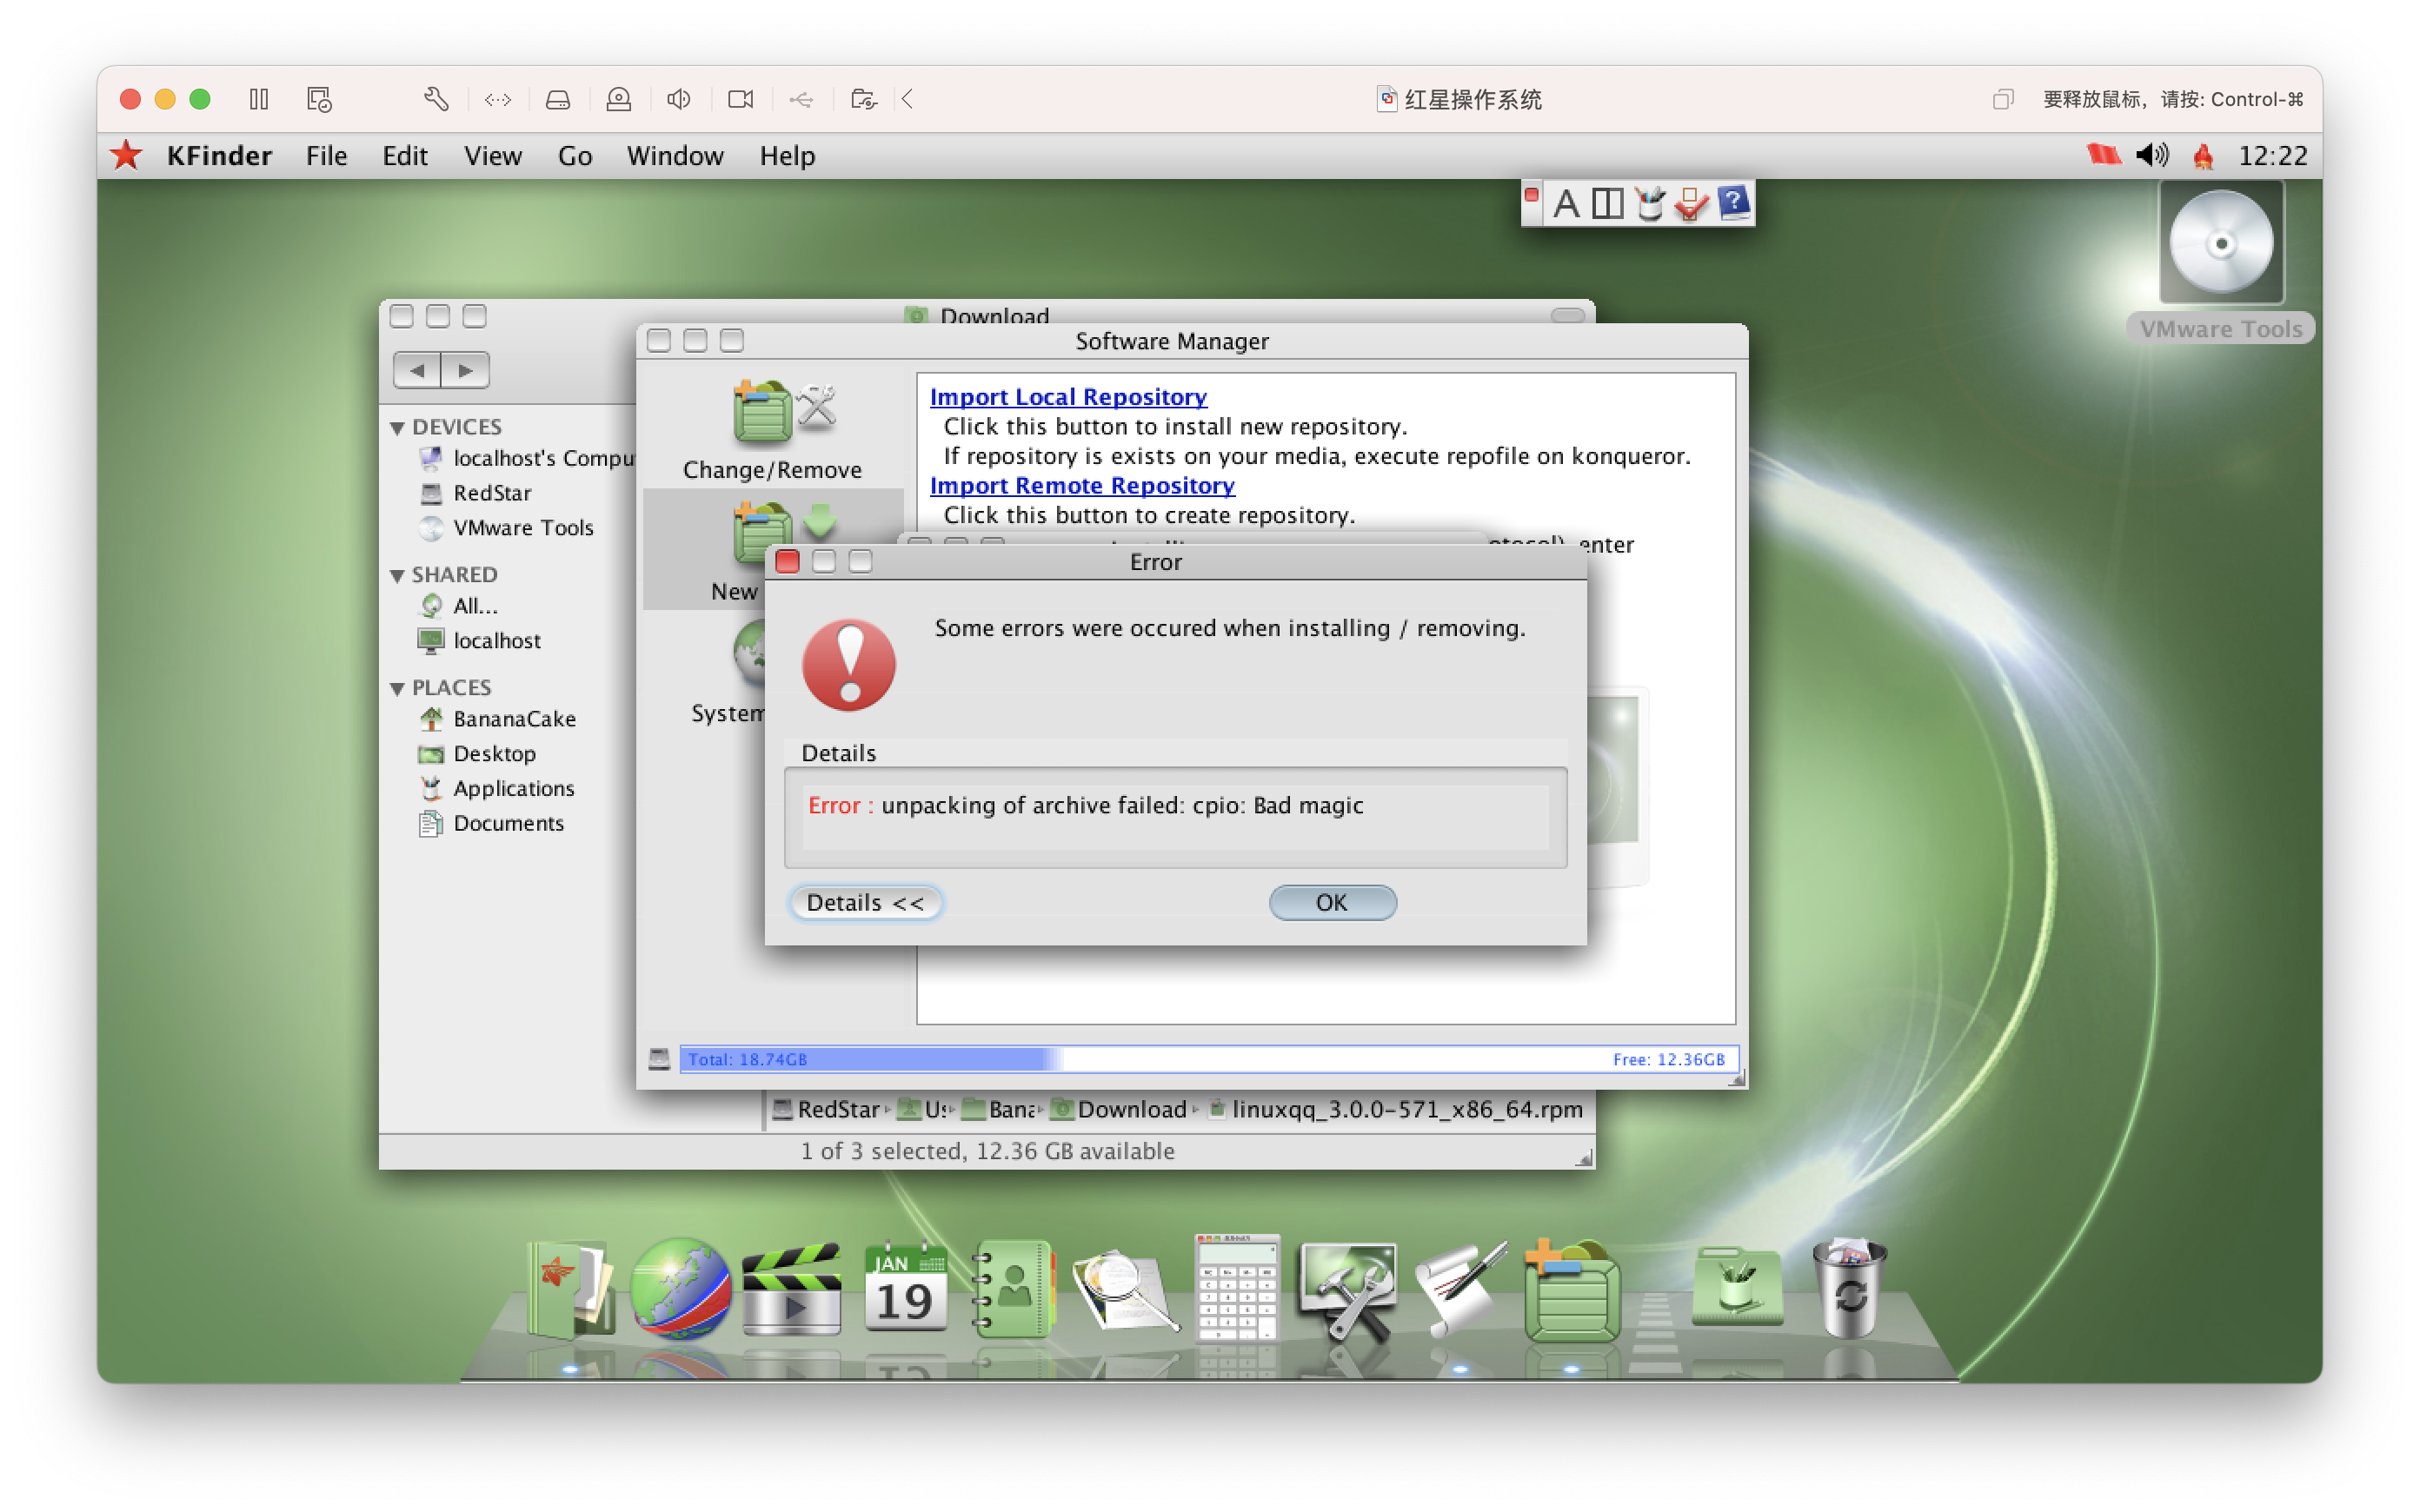 红星操作系统
要释放鼠标，请按: Control-⌘
KFinder File Edit View Go Window Help
12:22
A
?
VMware Tools
Download
Software Manager
DEVICES
localhost's Compu
RedStar
VMware Tools
SHARED
All...
localhost
PLACES
BananaCake
Desktop
Applications
Documents
Change/Remove
New
System
Import Local Repository
Click this button to install new repository.
If repository is exists on your media, execute repofile on konqueror.
Import Remote Repository
Click this button to create repository.
enter
Error
Some errors were occured when installing / removing.
Details
Error : unpacking of archive failed: cpio: Bad magic
Details <<
OK
Total: 18.74GB
Free: 12.36GB
RedStar Us Bana Download linuxqq_3.0.0-571_x86_64.rpm
1 of 3 selected, 12.36 GB available
JAN
19